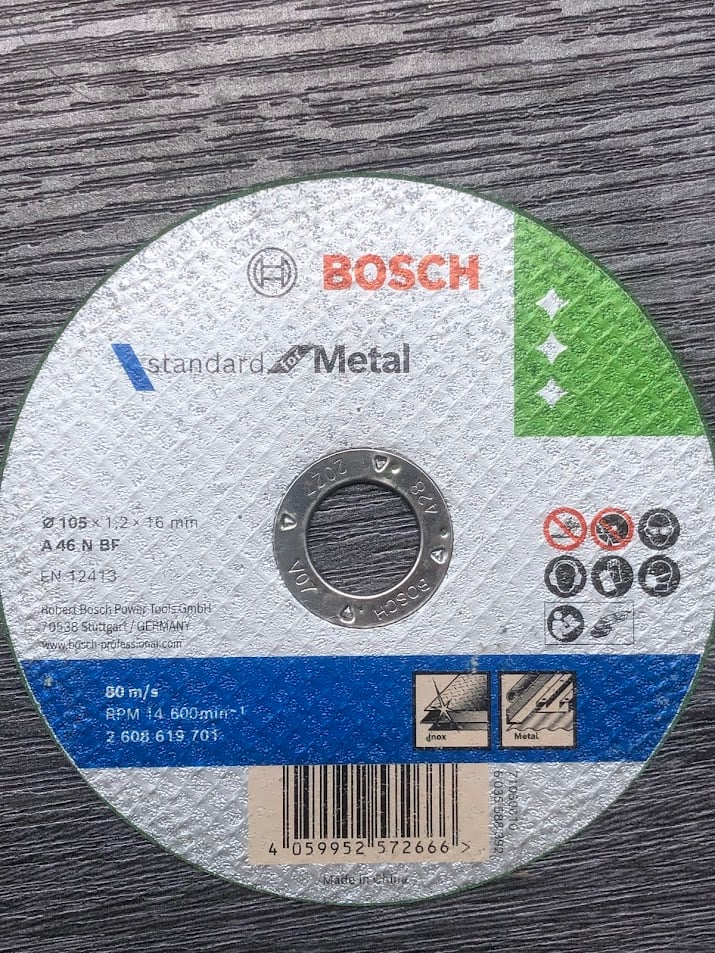 BOSCH
standard for Metal
Ø 105 × 1,2 × 16 mm
A 46 N BF
EN 12413
Robert Bosch Power Tools GmbH
70538 Stuttgart / GERMANY
www.bosch-professional.com
V07
BOSCH
A28
80 m/s
RPM 14 600min⁻¹
2 608 619 701
Inox
Metal
4 059952 572666 >
Made in China